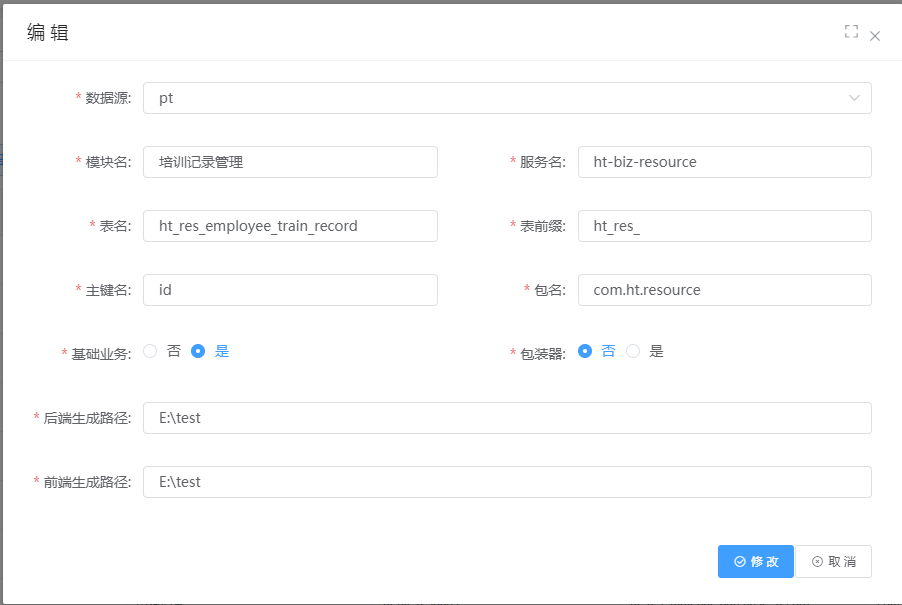 编 辑
* 数据源: pt
* 模块名: 培训记录管理 * 服务名: ht-biz-resource
* 表名: ht_res_employee_train_record * 表前缀: ht_res_
* 主键名: id * 包名: com.ht.resource
* 基础业务: 否 是 * 包装器: 否 是
* 后端生成路径: E:\test
* 前端生成路径: E:\test
修 改 取 消